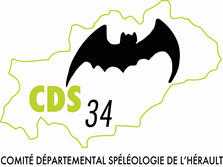 CDS
34
COMITÉ DÉPARTEMENTAL SPÉLÉOLOGIE DE L'HÉRAULT